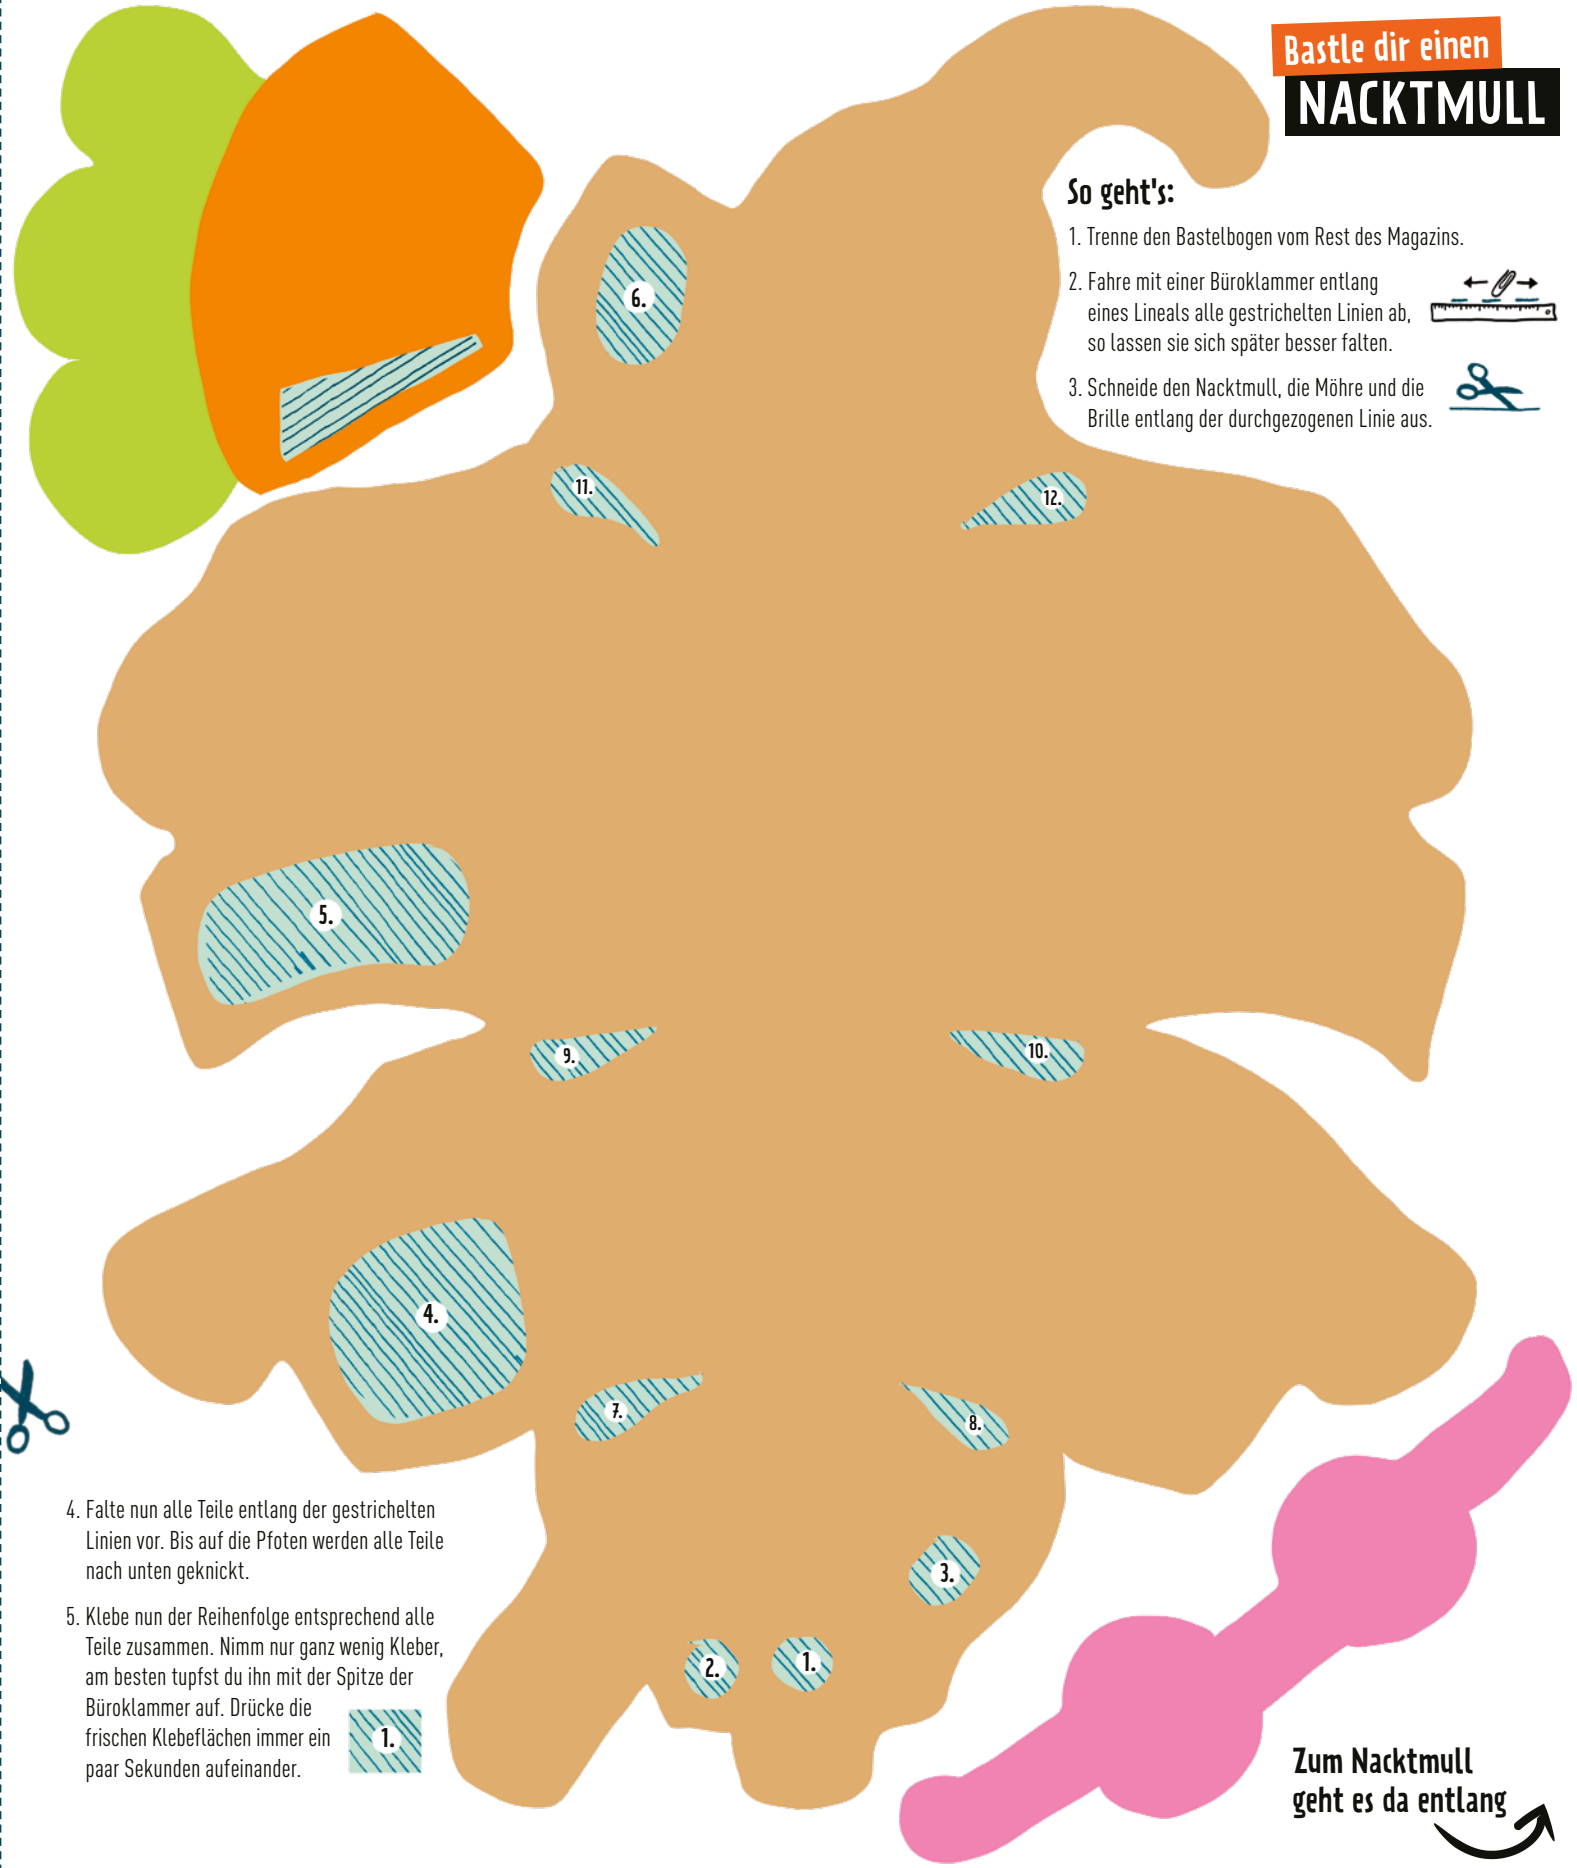 Bastle dir einen
NACKTMULL
So geht's:
1. Trenne den Bastelbogen vom Rest des Magazins.
2. Fahre mit einer Büroklammer entlang
eines Lineals alle gestrichelten Linien ab,
so lassen sie sich später besser falten.
3. Schneide den Nacktmull, die Möhre und die
Brille entlang der durchgezogenen Linie aus.
6.
11.
12.
5.
9.
10.
4.
7.
8.
3.
2.
1.
4. Falte nun alle Teile entlang der gestrichelten
Linien vor. Bis auf die Pfoten werden alle Teile
nach unten geknickt.
5. Klebe nun der Reihenfolge entsprechend alle
Teile zusammen. Nimm nur ganz wenig Kleber,
am besten tupfst du ihn mit der Spitze der
Büroklammer auf. Drücke die
frischen Klebeflächen immer ein
paar Sekunden aufeinander.
1.
Zum Nacktmull
geht es da entlang